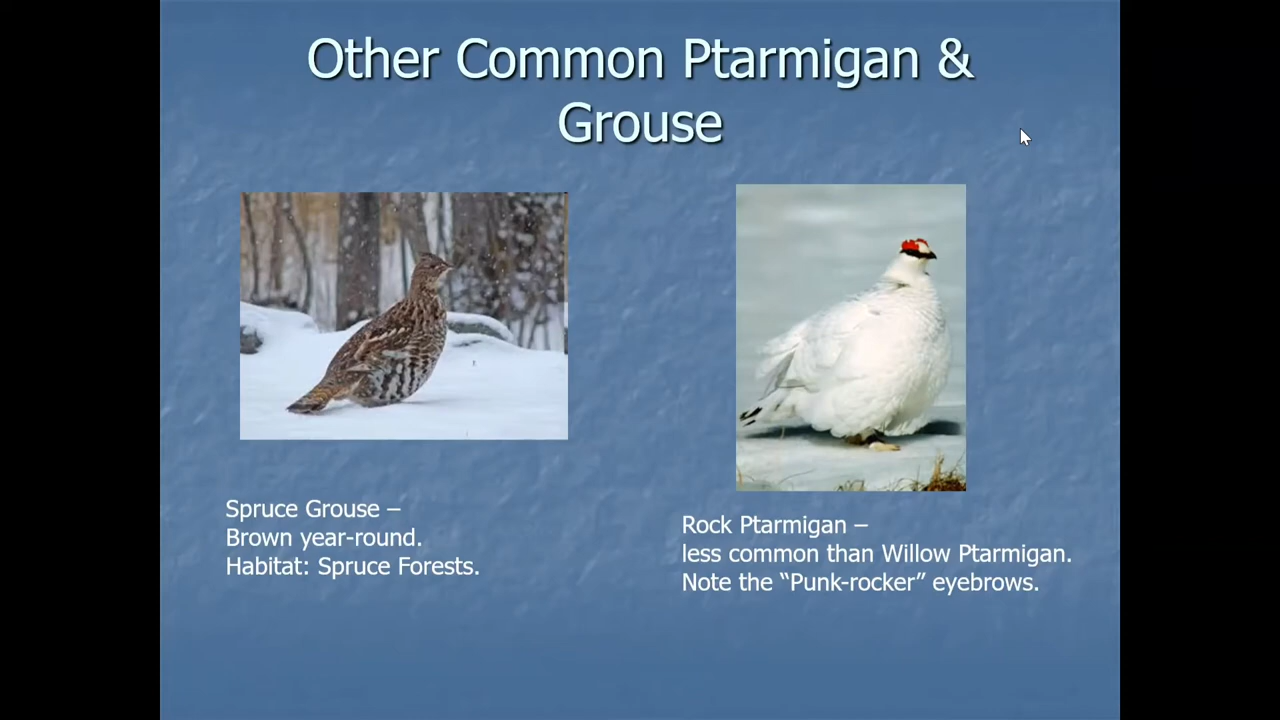 Other Common Ptarmigan &
Grouse
Spruce Grouse –
Brown year-round.
Habitat: Spruce Forests.
Rock Ptarmigan –
less common than Willow Ptarmigan.
Note the “Punk-rocker” eyebrows.